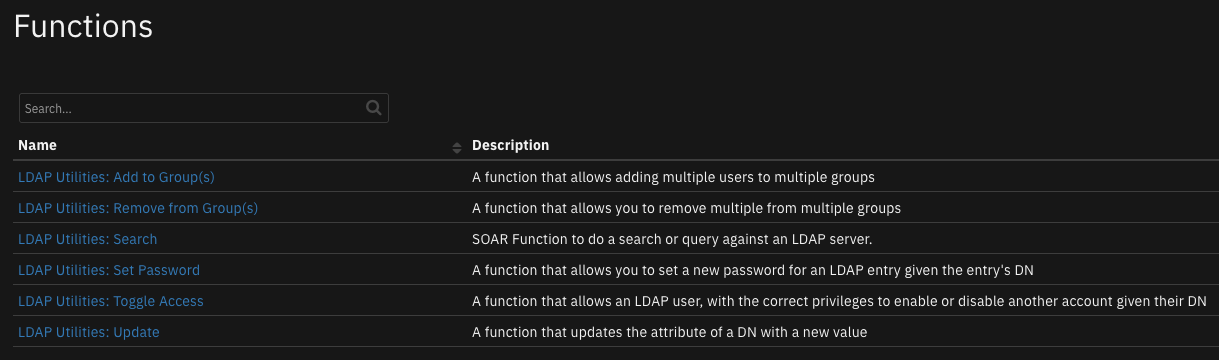 Functions
Search...
Name Description
LDAP Utilities: Add to Group(s) A function that allows adding multiple users to multiple groups
LDAP Utilities: Remove from Group(s) A function that allows you to remove multiple from multiple groups
LDAP Utilities: Search SOAR Function to do a search or query against an LDAP server.
LDAP Utilities: Set Password A function that allows you to set a new password for an LDAP entry given the entry's DN
LDAP Utilities: Toggle Access A function that allows an LDAP user, with the correct privileges to enable or disable another account given their DN
LDAP Utilities: Update A function that updates the attribute of a DN with a new value